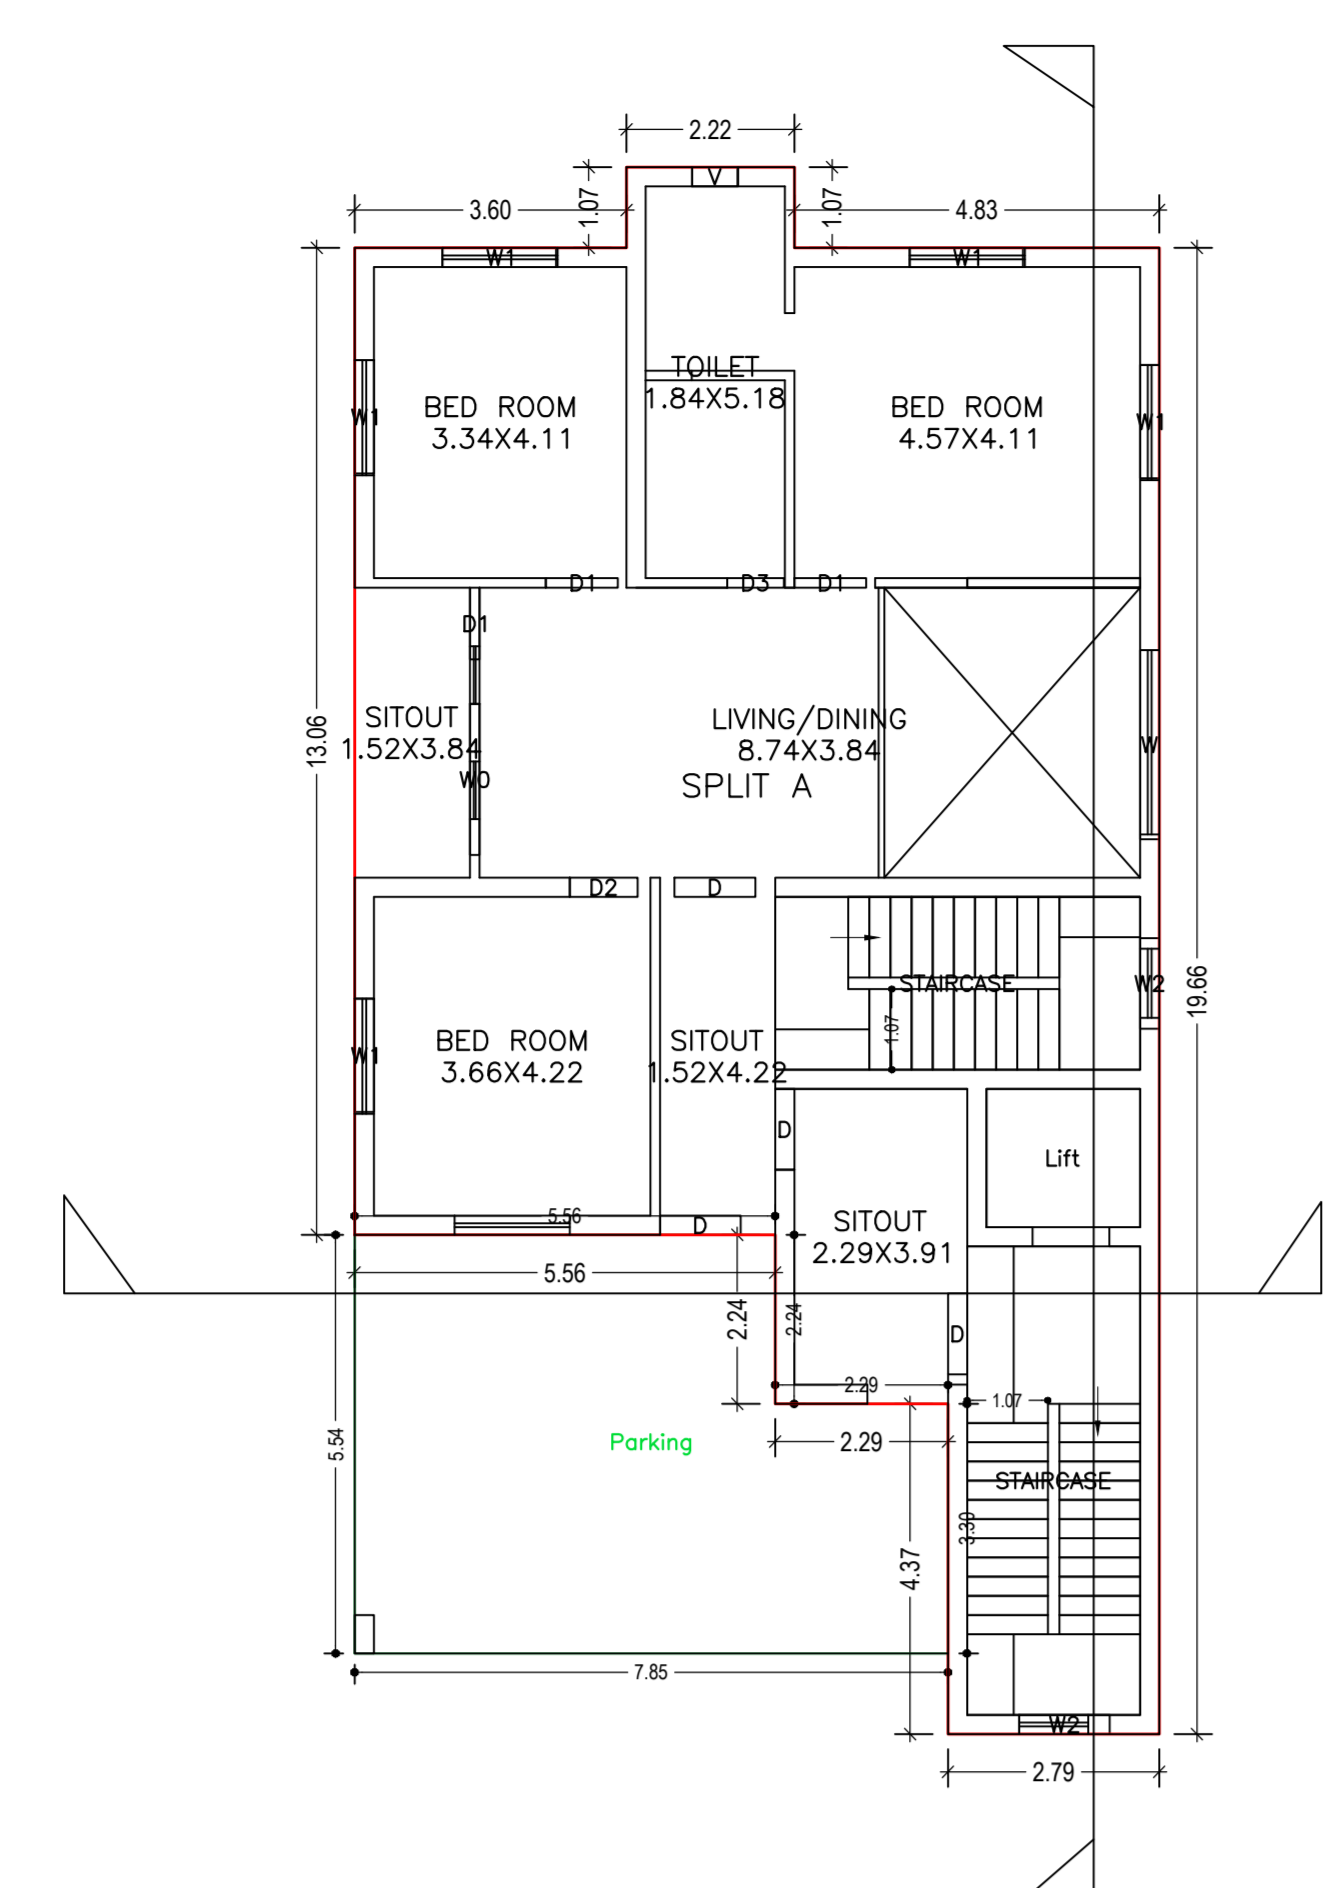 2.22
V
3.60
1.07
1.07
4.83
W1
W1
TOILET
1.84X5.18
BED ROOM
3.34X4.11
BED ROOM
4.57X4.11
W1
W1
D1
D3
D1
D1
SITOUT
1.52X3.84
LIVING/DINING
8.74X3.84
SPLIT A
13.06
W
W0
D2
D
STAIRCASE
W2
19.66
1.07
BED ROOM
3.66X4.22
SITOUT
1.52X4.22
W1
D
Lift
5.56
D
SITOUT
2.29X3.91
5.56
2.24
2.24
D
2.29
1.07
5.54
Parking
2.29
STAIRCASE
3.30
4.37
7.85
W2
2.79